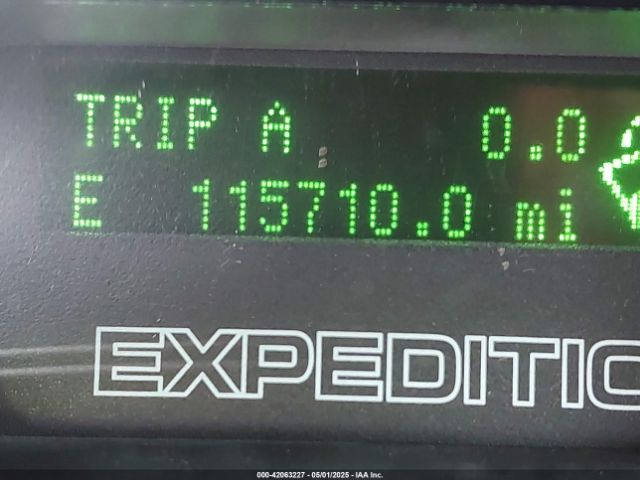 TRIP A 0.0
E 115710.0 mi
EXPEDITIO
000-42063227 - 05/01/2025 - IAA Inc.